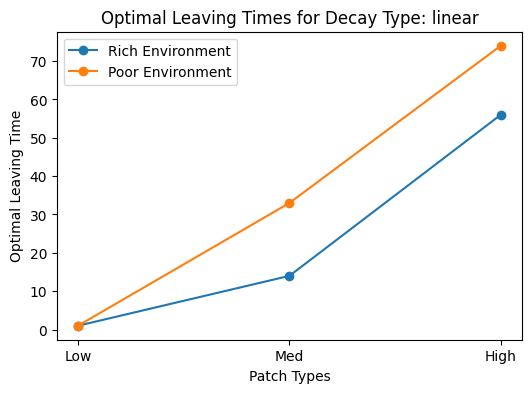 Optimal Leaving Times for Decay Type: linear
Rich Environment
Poor Environment
Optimal Leaving Time
70
60
50
40
30
20
10
0
Low
Med
High
Patch Types